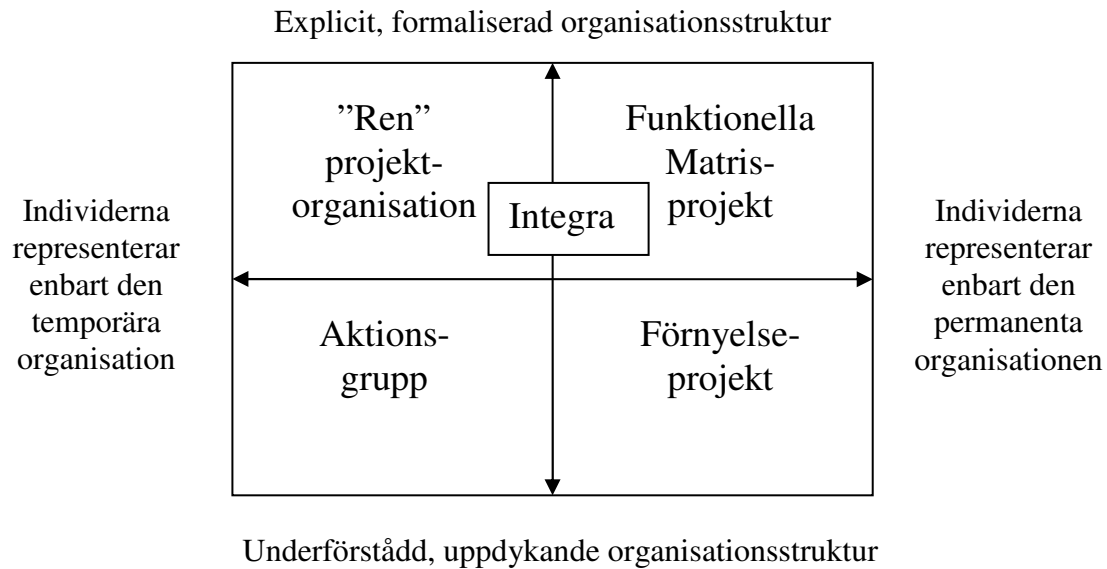 Explicit, formaliserad organisationsstruktur
”Ren”
projekt-
organisation
Funktionella
Matris-
projekt
Integra
Individerna
representerar
enbart den
temporära
organisation
Individerna
representerar
enbart den
permanenta
organisationen
Aktions-
grupp
Förnyelse-
projekt
Underförstådd, uppdykande organisationsstruktur